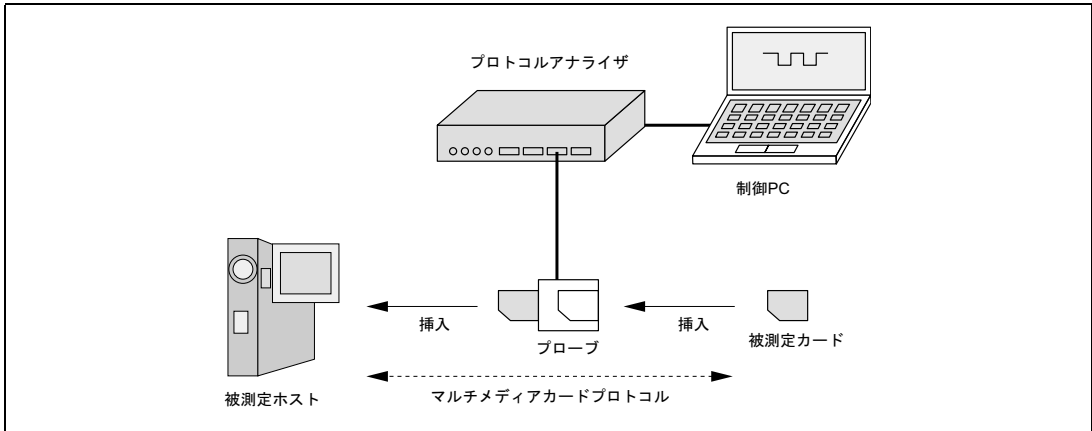 プロトコルアナライザ
制御PC
挿入
挿入
プローブ
被測定カード
被測定ホスト
マルチメディアカードプロトコル